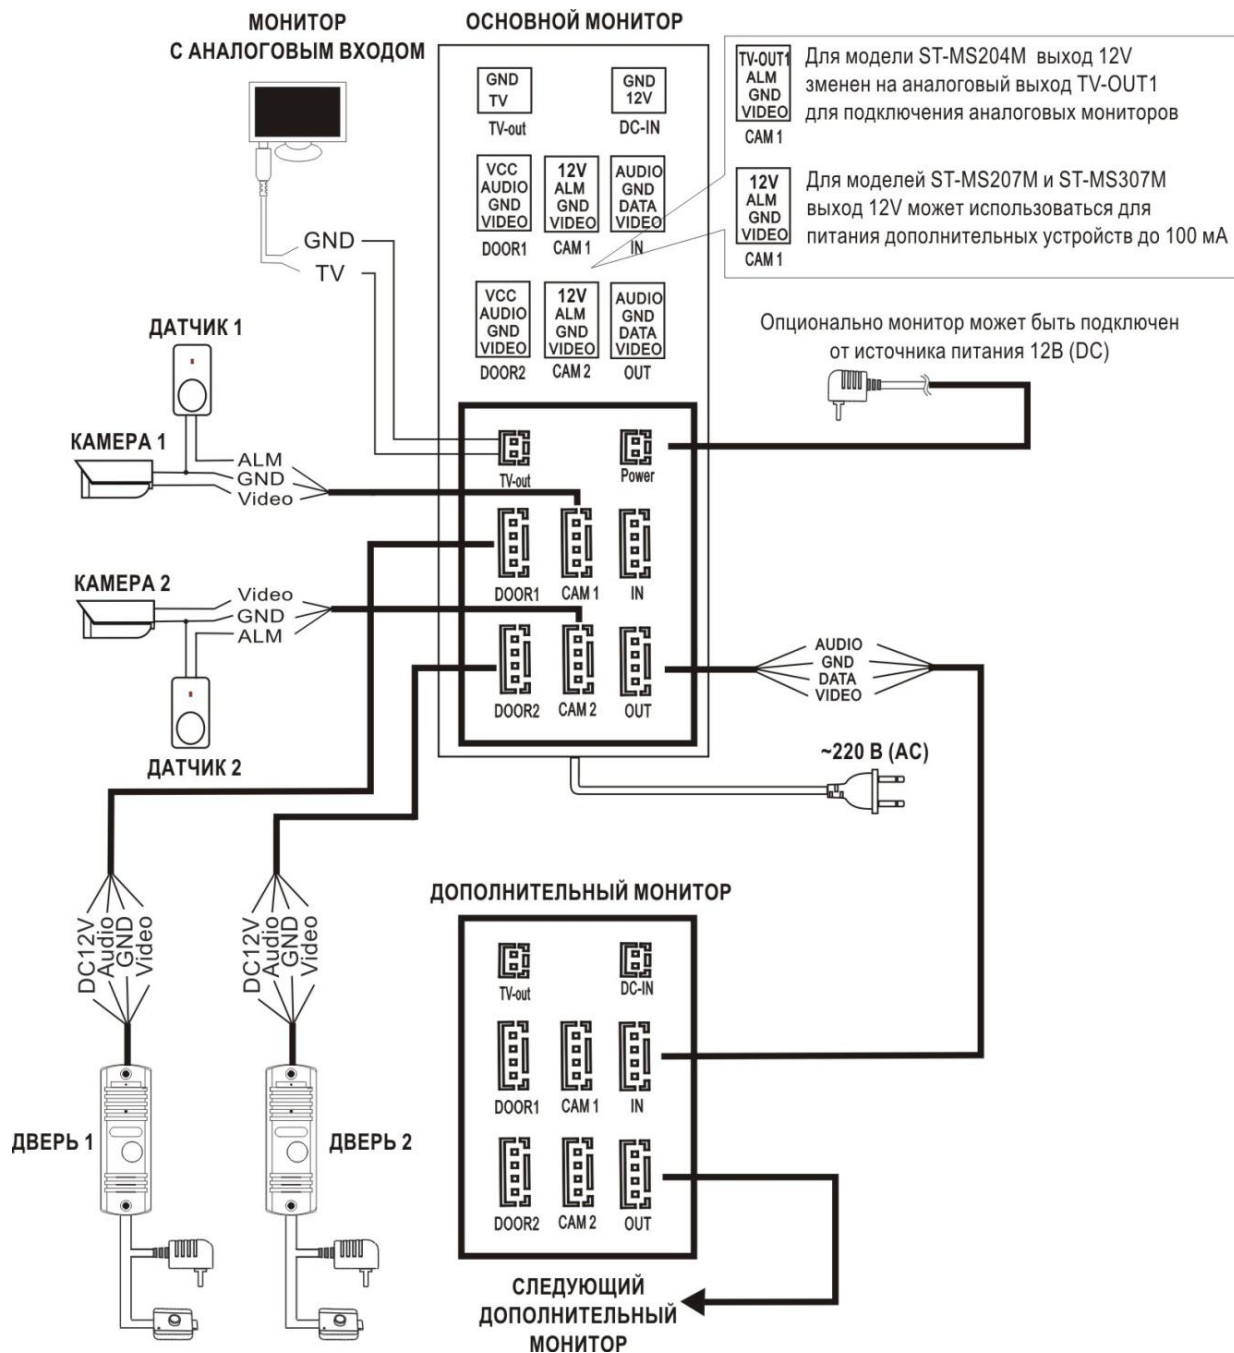 МОНИТОР
С АНАЛОГОВЫМ ВХОДОМ
ОСНОВНОЙ МОНИТОР
GND
TV
TV-out
GND
12V
DC-IN
VCC
AUDIO
GND
VIDEO
DOOR1
12V
ALM
GND
VIDEO
CAM 1
AUDIO
GND
DATA
VIDEO
IN
VCC
AUDIO
GND
VIDEO
DOOR2
12V
ALM
GND
VIDEO
CAM 2
AUDIO
GND
DATA
VIDEO
OUT
TV-OUT1
ALM
GND
VIDEO
CAM 1
Для модели ST-MS204M выход 12V
зменен на аналоговый выход TV-OUT1
для подключения аналоговых мониторов
12V
ALM
GND
VIDEO
CAM 1
Для моделей ST-MS207M и ST-MS307M
выход 12V может использоваться для
питания дополнительных устройств до 100 мА
GND
TV
Опционально монитор может быть подключен
от источника питания 12В (DC)
ДАТЧИК 1
КАМЕРА 1
ALM
GND
Video
КАМЕРА 2
Video
GND
ALM
ДАТЧИК 2
TV-out
Power
DOOR1
CAM 1
IN
DOOR2
CAM 2
OUT
AUDIO
GND
DATA
VIDEO
~220 В (AC)
DC12V
Audio
GND
Video
DC12V
Audio
GND
Video
ДВЕРЬ 1
ДВЕРЬ 2
ДОПОЛНИТЕЛЬНЫЙ МОНИТОР
TV-out
DC-IN
DOOR1
CAM 1
IN
DOOR2
CAM 2
OUT
СЛЕДУЮЩИЙ
ДОПОЛНИТЕЛЬНЫЙ
МОНИТОР